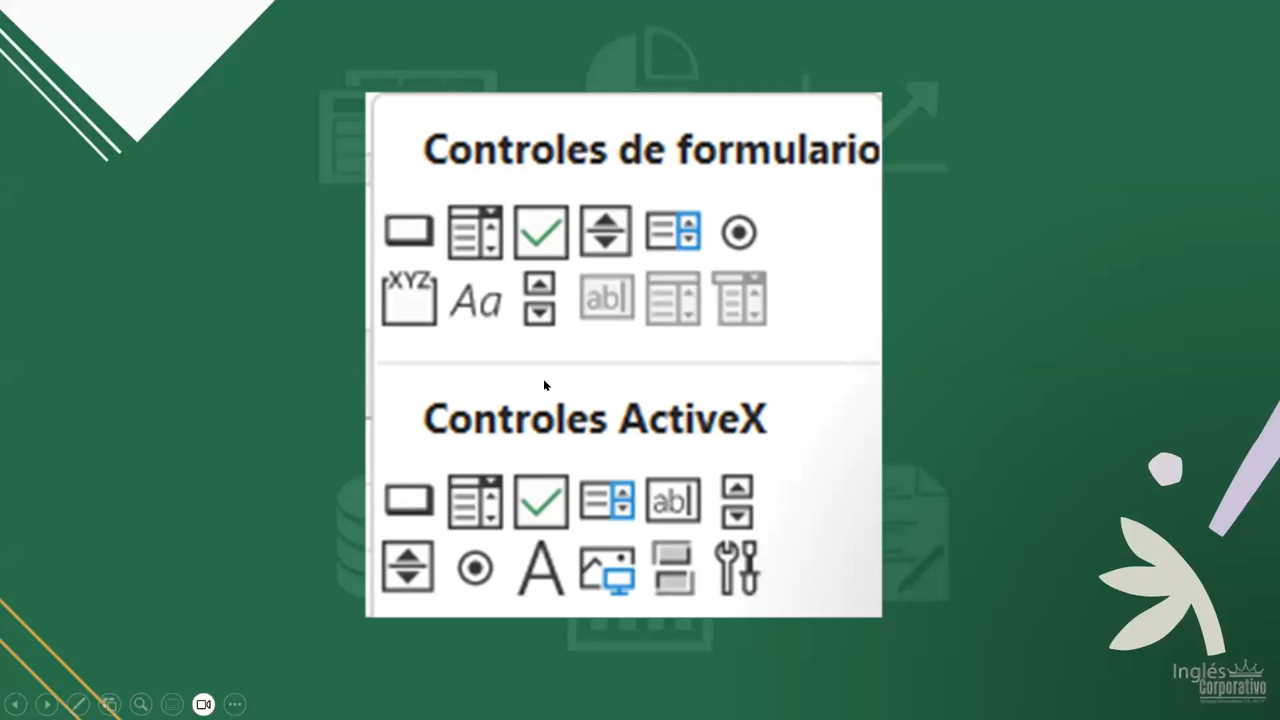 Controles de formulario
XYZ Aa ab|
Controles ActiveX
ab|
A
Inglés
Corporativo